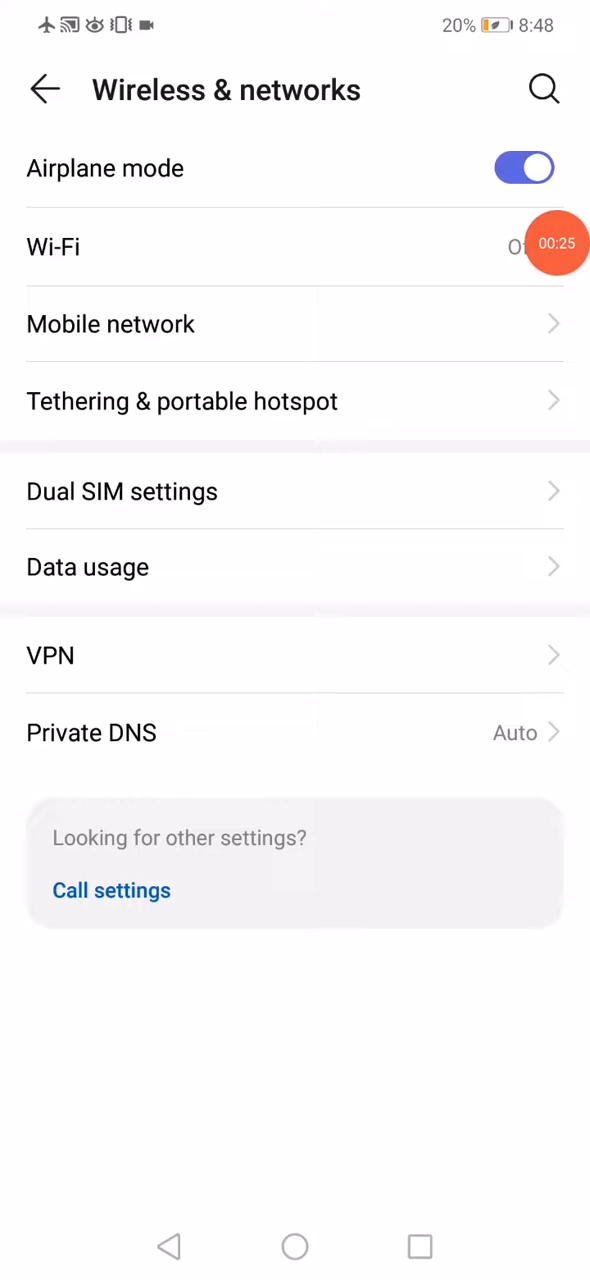 20% 8:48
Wireless & networks
Airplane mode
Wi-Fi
00:25
Mobile network
Tethering & portable hotspot
Dual SIM settings
Data usage
VPN
Private DNS Auto
Looking for other settings?
Call settings